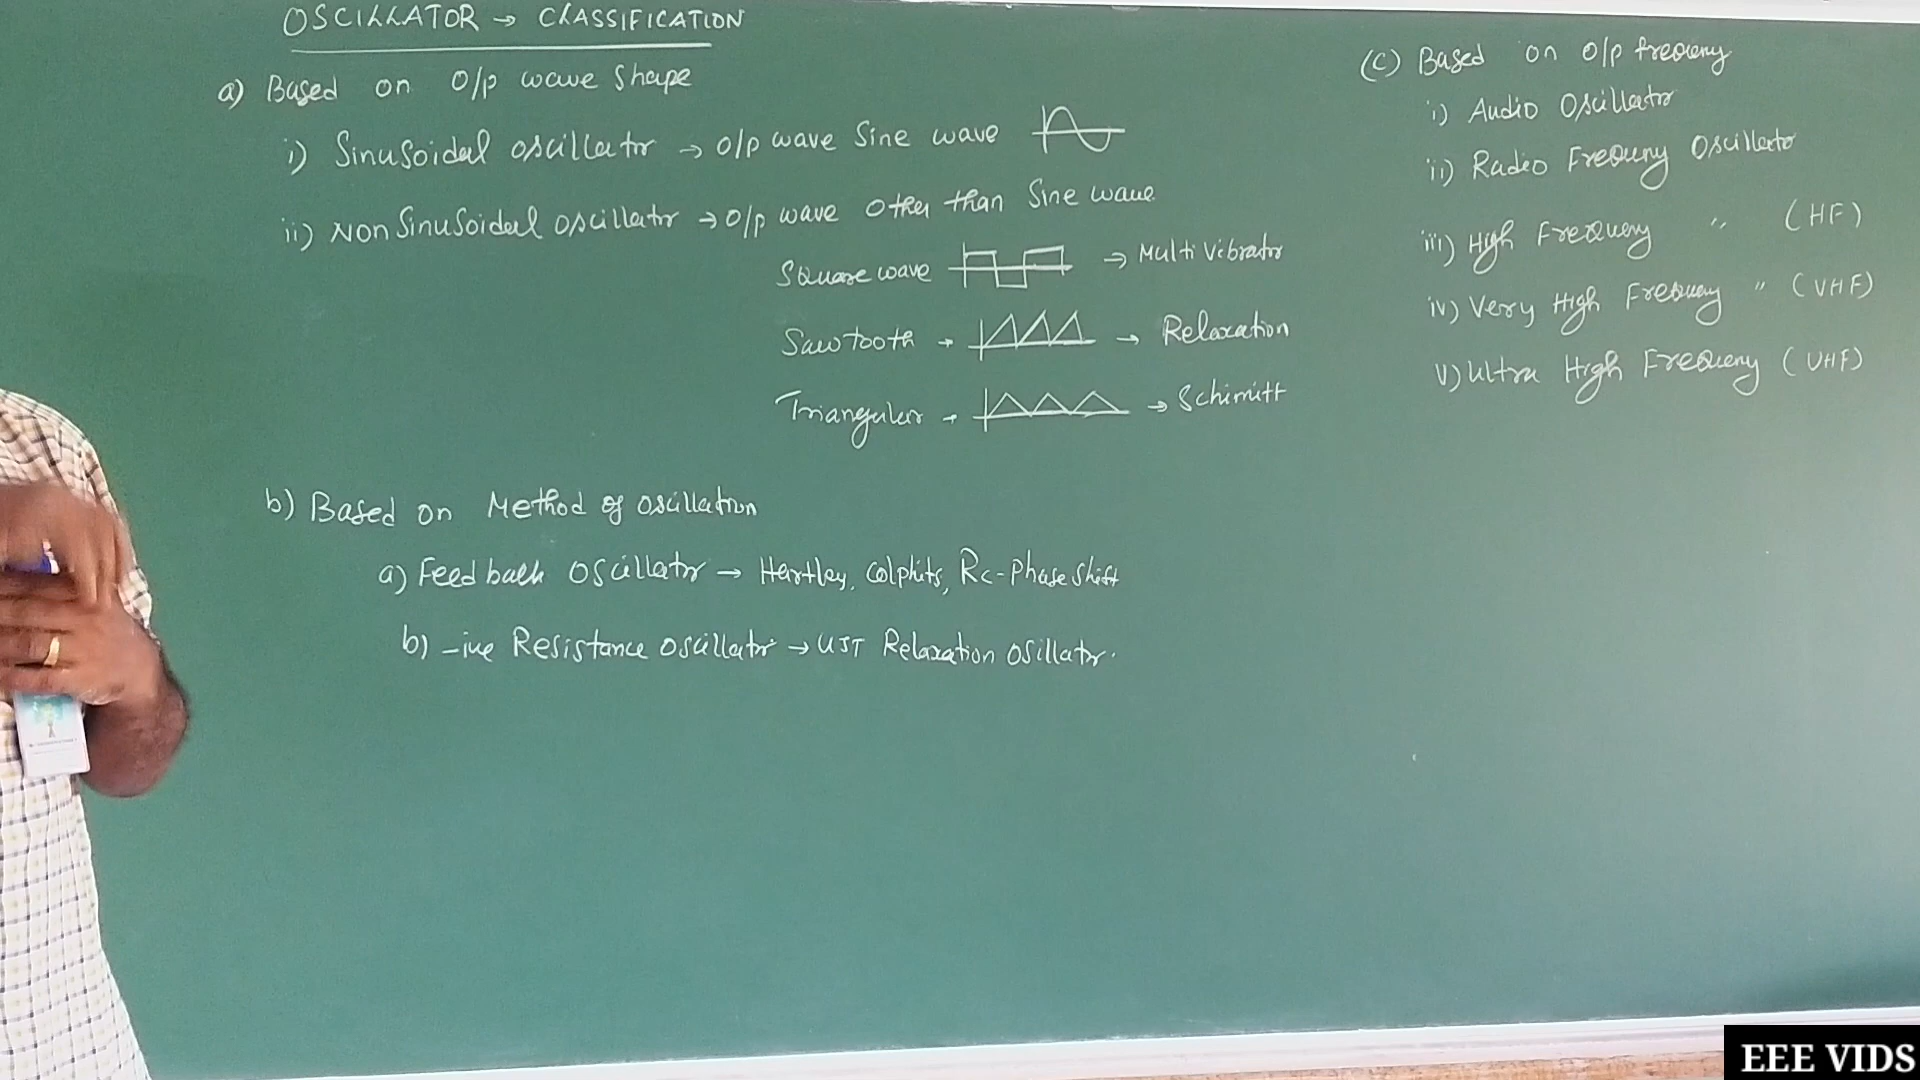 OSCILLATOR → CLASSIFICATION
a) Based on O/p wave Shape
i) Sinusoidal oscillator → o/p wave Sine wave
ii) Non Sinusoidal oscillator → o/p wave Other than Sine wave
Square wave → Multi Vibrator
Sawtooth → → Relaxation
Triangular → → Schimitt
b) Based on Method of oscillation
a) Feed back Oscillator → Hartley, Colphits, Rc-Phase Shift
b) -ive Resistance oscillator → UJT Relaxation Osillator.
(C) Based on o/p frequency
i) Audio Oscillator
ii) Radio Frequency Oscillator
iii) High Frequency " (HF)
iv) Very High Frequency " (VHF)
v) Ultra High Frequency (UHF)
EEE VIDS